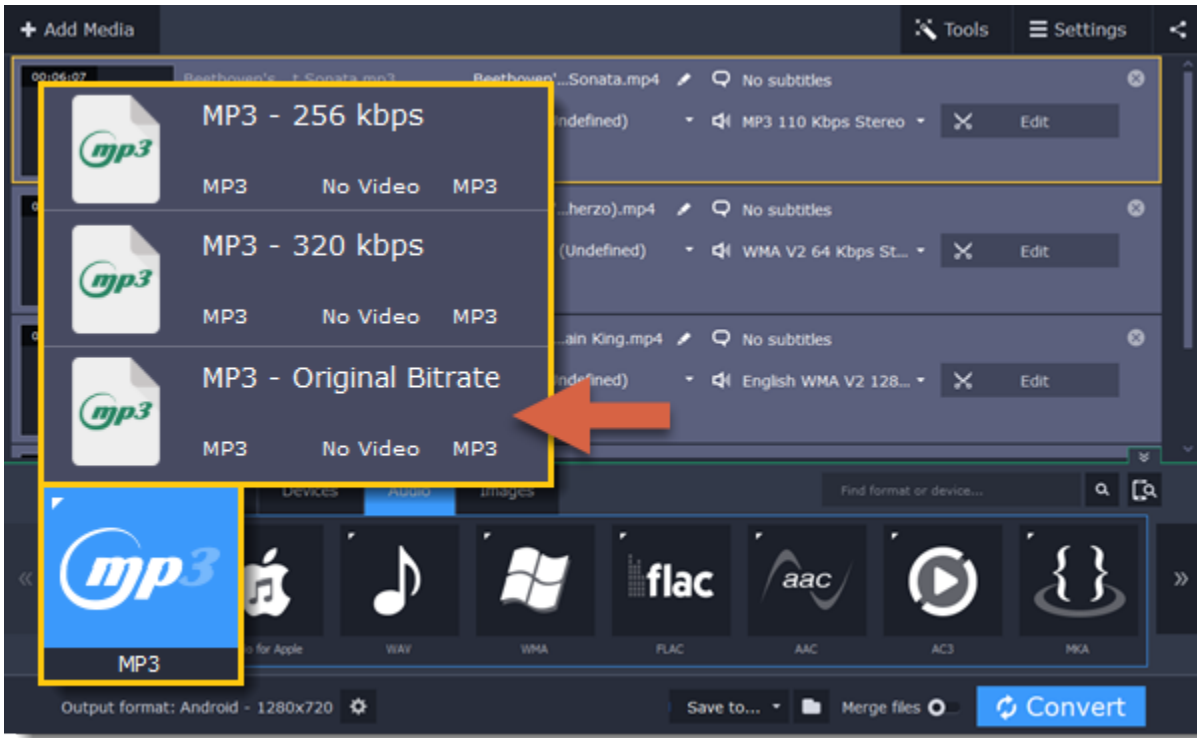 Add Media
Tools
Settings
00:06:07
Beethoven's ...t Sonata.mp3
Beethoven'...Sonata.mp4
No subtitles
MP3 110 Kbps Stereo
Edit
MP3 - 256 kbps
MP3 No Video MP3
...herzo).mp4
No subtitles
(Undefined)
WMA V2 64 Kbps St...
Edit
MP3 - 320 kbps
MP3 No Video MP3
...ain King.mp4
No subtitles
English WMA V2 128...
Edit
MP3 - Original Bitrate
MP3 No Video MP3
Devices
Audio
Images
Find format or device...
mp3
flac
aac
MP3
for Apple
WAV
WMA
FLAC
AAC
AC3
MKA
Output format: Android - 1280x720
Save to...
Merge files
Convert